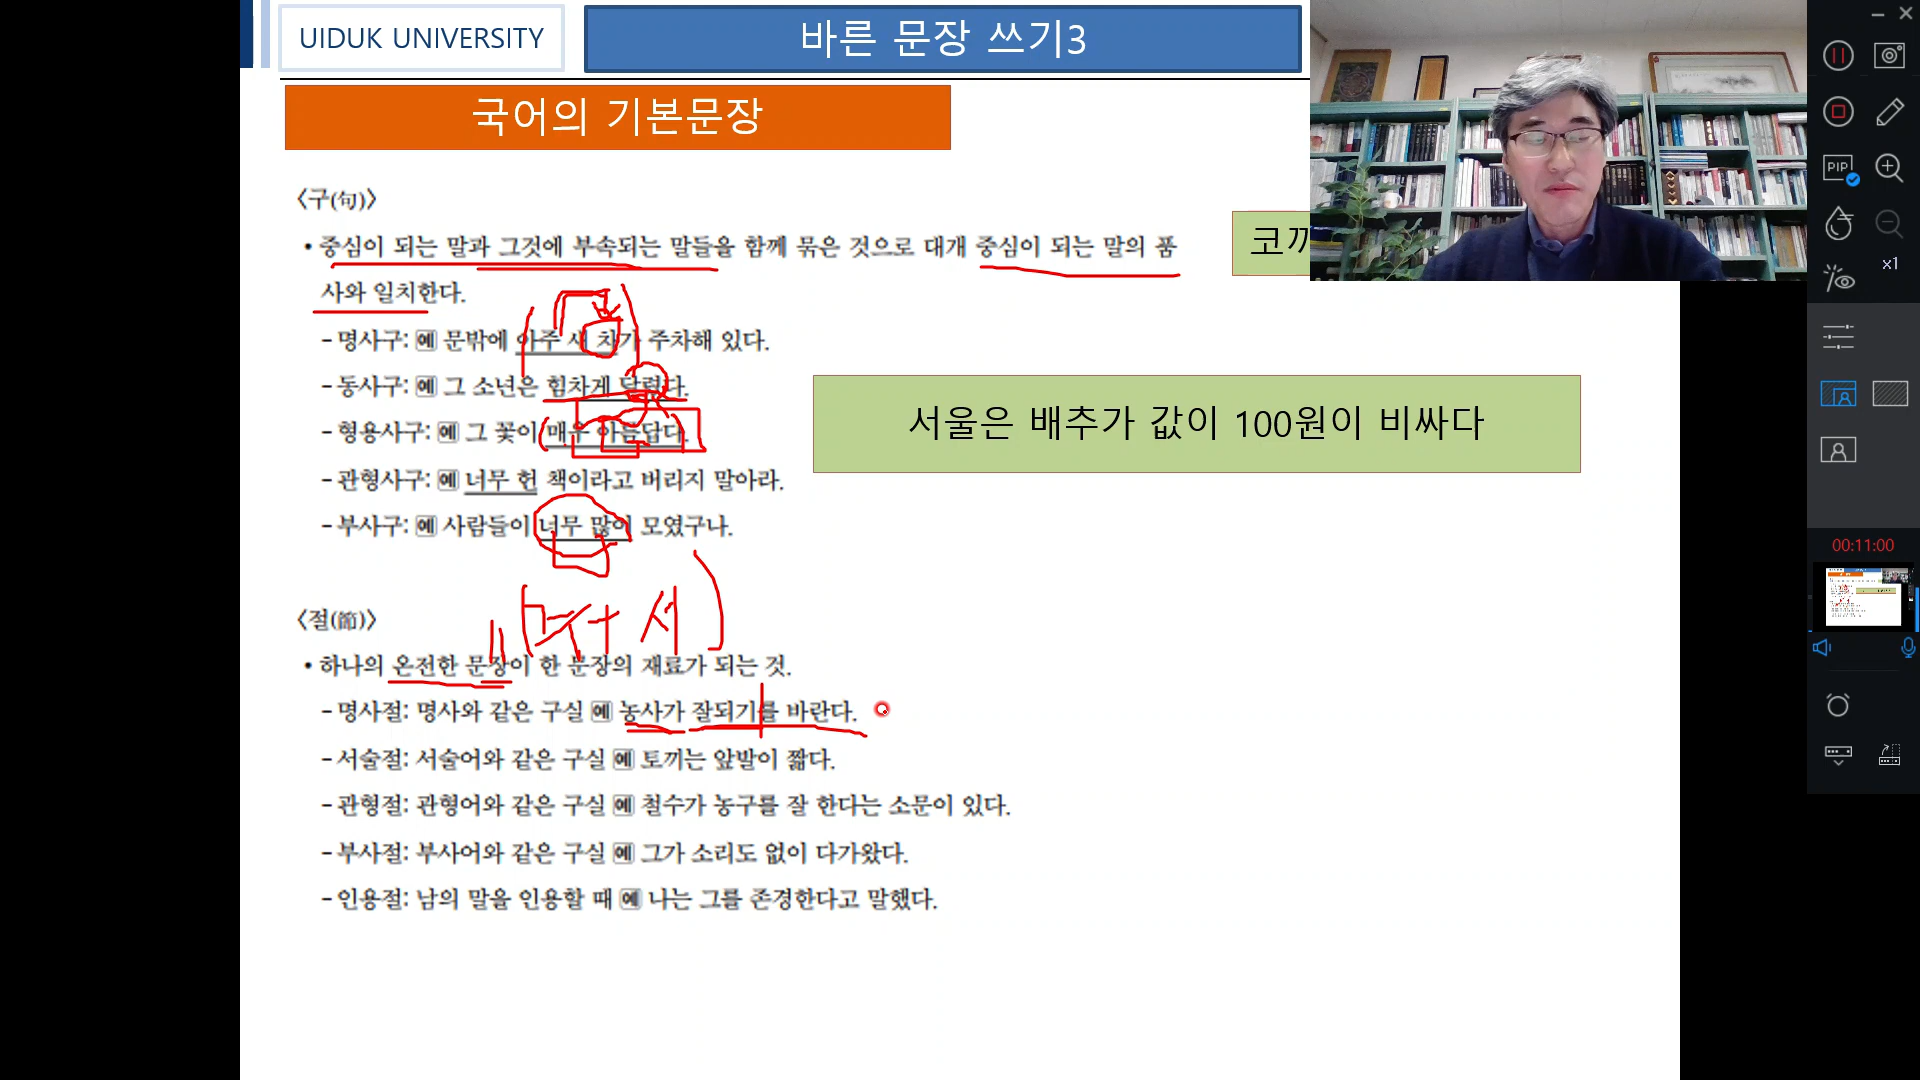 UIDUK UNIVERSITY
바른 문장 쓰기3
국어의 기본문장
〈구(句)〉
• 중심이 되는 말과 그것에 부속되는 말들을 함께 묶은 것으로 대개 중심이 되는 말의 품
사와 일치한다.
– 명사구: 예 문밖에 아주 새 차가 주차해 있다.
– 동사구: 예 그 소년은 힘차게 달린다.
– 형용사구: 예 그 꽃이 매우 아름답다.
– 관형사구: 예 너무 헌 책이라고 버리지 말아라.
– 부사구: 예 사람들이 너무 많이 모였구나.
코끼
서울은 배추가 값이 100원이 비싸다
〈절(節)〉
• 하나의 온전한 문장이 한 문장의 재료가 되는 것.
– 명사절: 명사와 같은 구실 예 농사가 잘되기를 바란다.
– 서술절: 서술어와 같은 구실 예 토끼는 앞발이 짧다.
– 관형절: 관형어와 같은 구실 예 철수가 농구를 잘 한다는 소문이 있다.
– 부사절: 부사어와 같은 구실 예 그가 소리도 없이 다가왔다.
– 인용절: 남의 말을 인용할 때 예 나는 그를 존경한다고 말했다.
PIP
x1
00:11:00